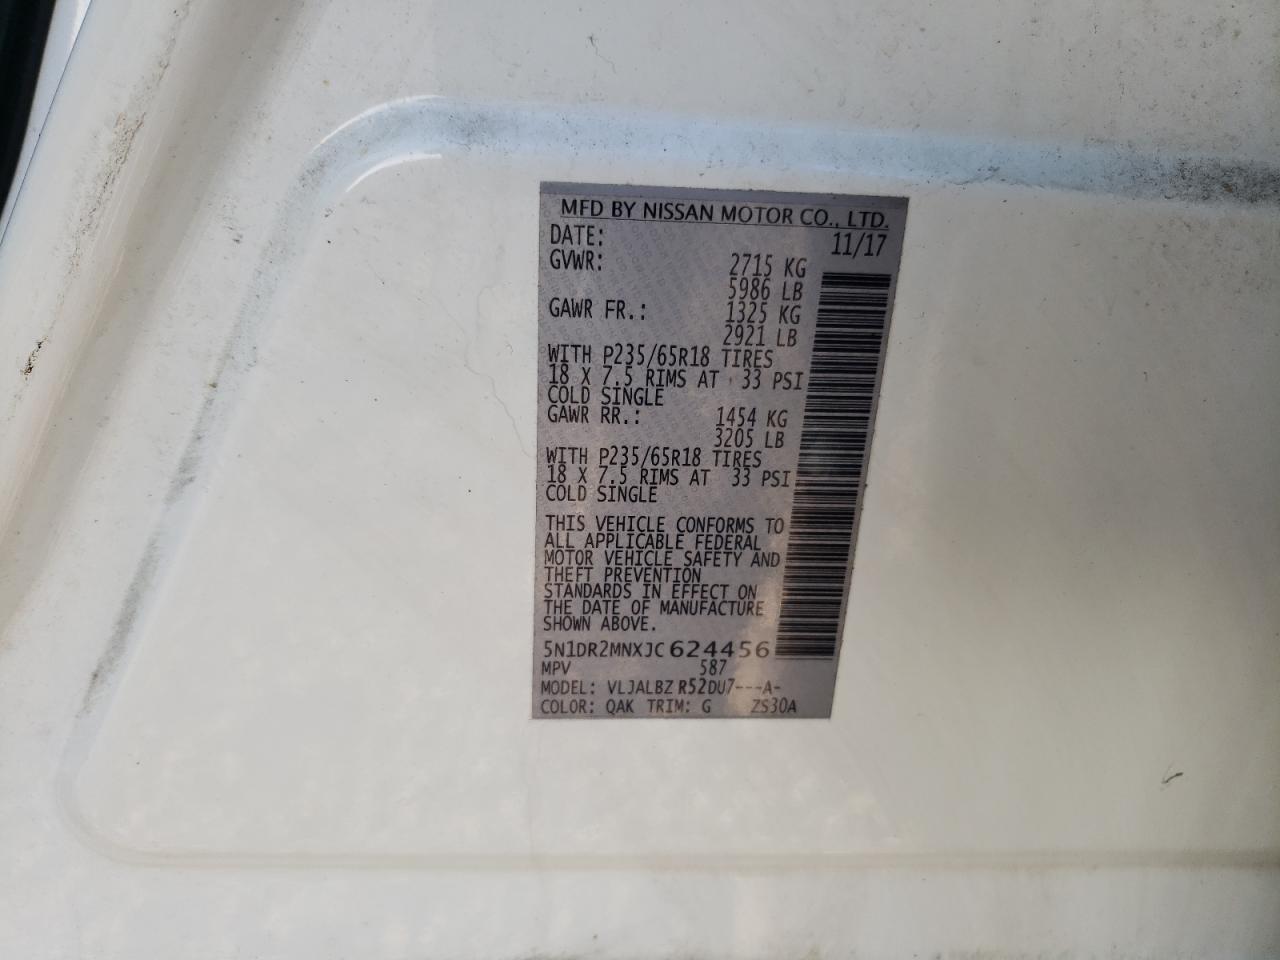 MFD BY NISSAN MOTOR CO., LTD.
DATE: 11/17
GVWR: 2715 KG
5986 LB
GAWR FR.: 1325 KG
2921 LB
WITH P235/65R18 TIRES
18 X 7.5 RIMS AT 33 PSI
COLD SINGLE
GAWR RR.: 1454 KG
3205 LB
WITH P235/65R18 TIRES
18 X 7.5 RIMS AT 33 PSI
COLD SINGLE
THIS VEHICLE CONFORMS TO
ALL APPLICABLE FEDERAL
MOTOR VEHICLE SAFETY AND
THEFT PREVENTION
STANDARDS IN EFFECT ON
THE DATE OF MANUFACTURE
SHOWN ABOVE.
5N1DR2MNXJC624456
MPV 587
MODEL: VLJALBZ R52DU7---A-
COLOR: QAK TRIM: G ZS30A